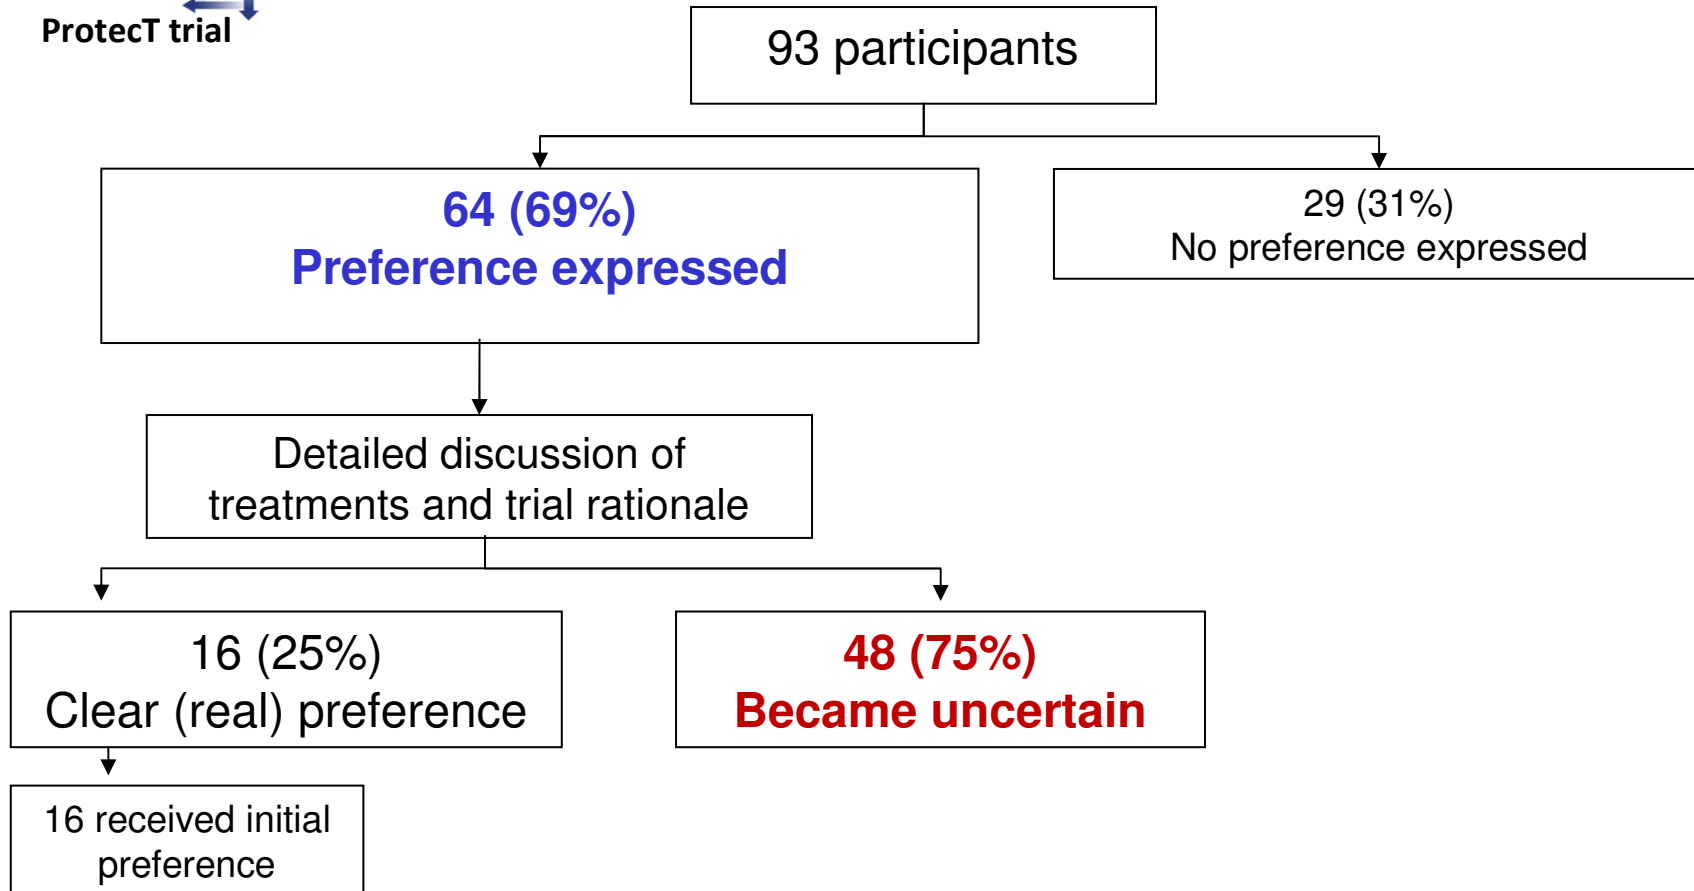 ProtecT trial
93 participants
64 (69%)
Preference expressed
29 (31%)
No preference expressed
Detailed discussion of
treatments and trial rationale
16 (25%)
Clear (real) preference
48 (75%)
Became uncertain
16 received initial
preference